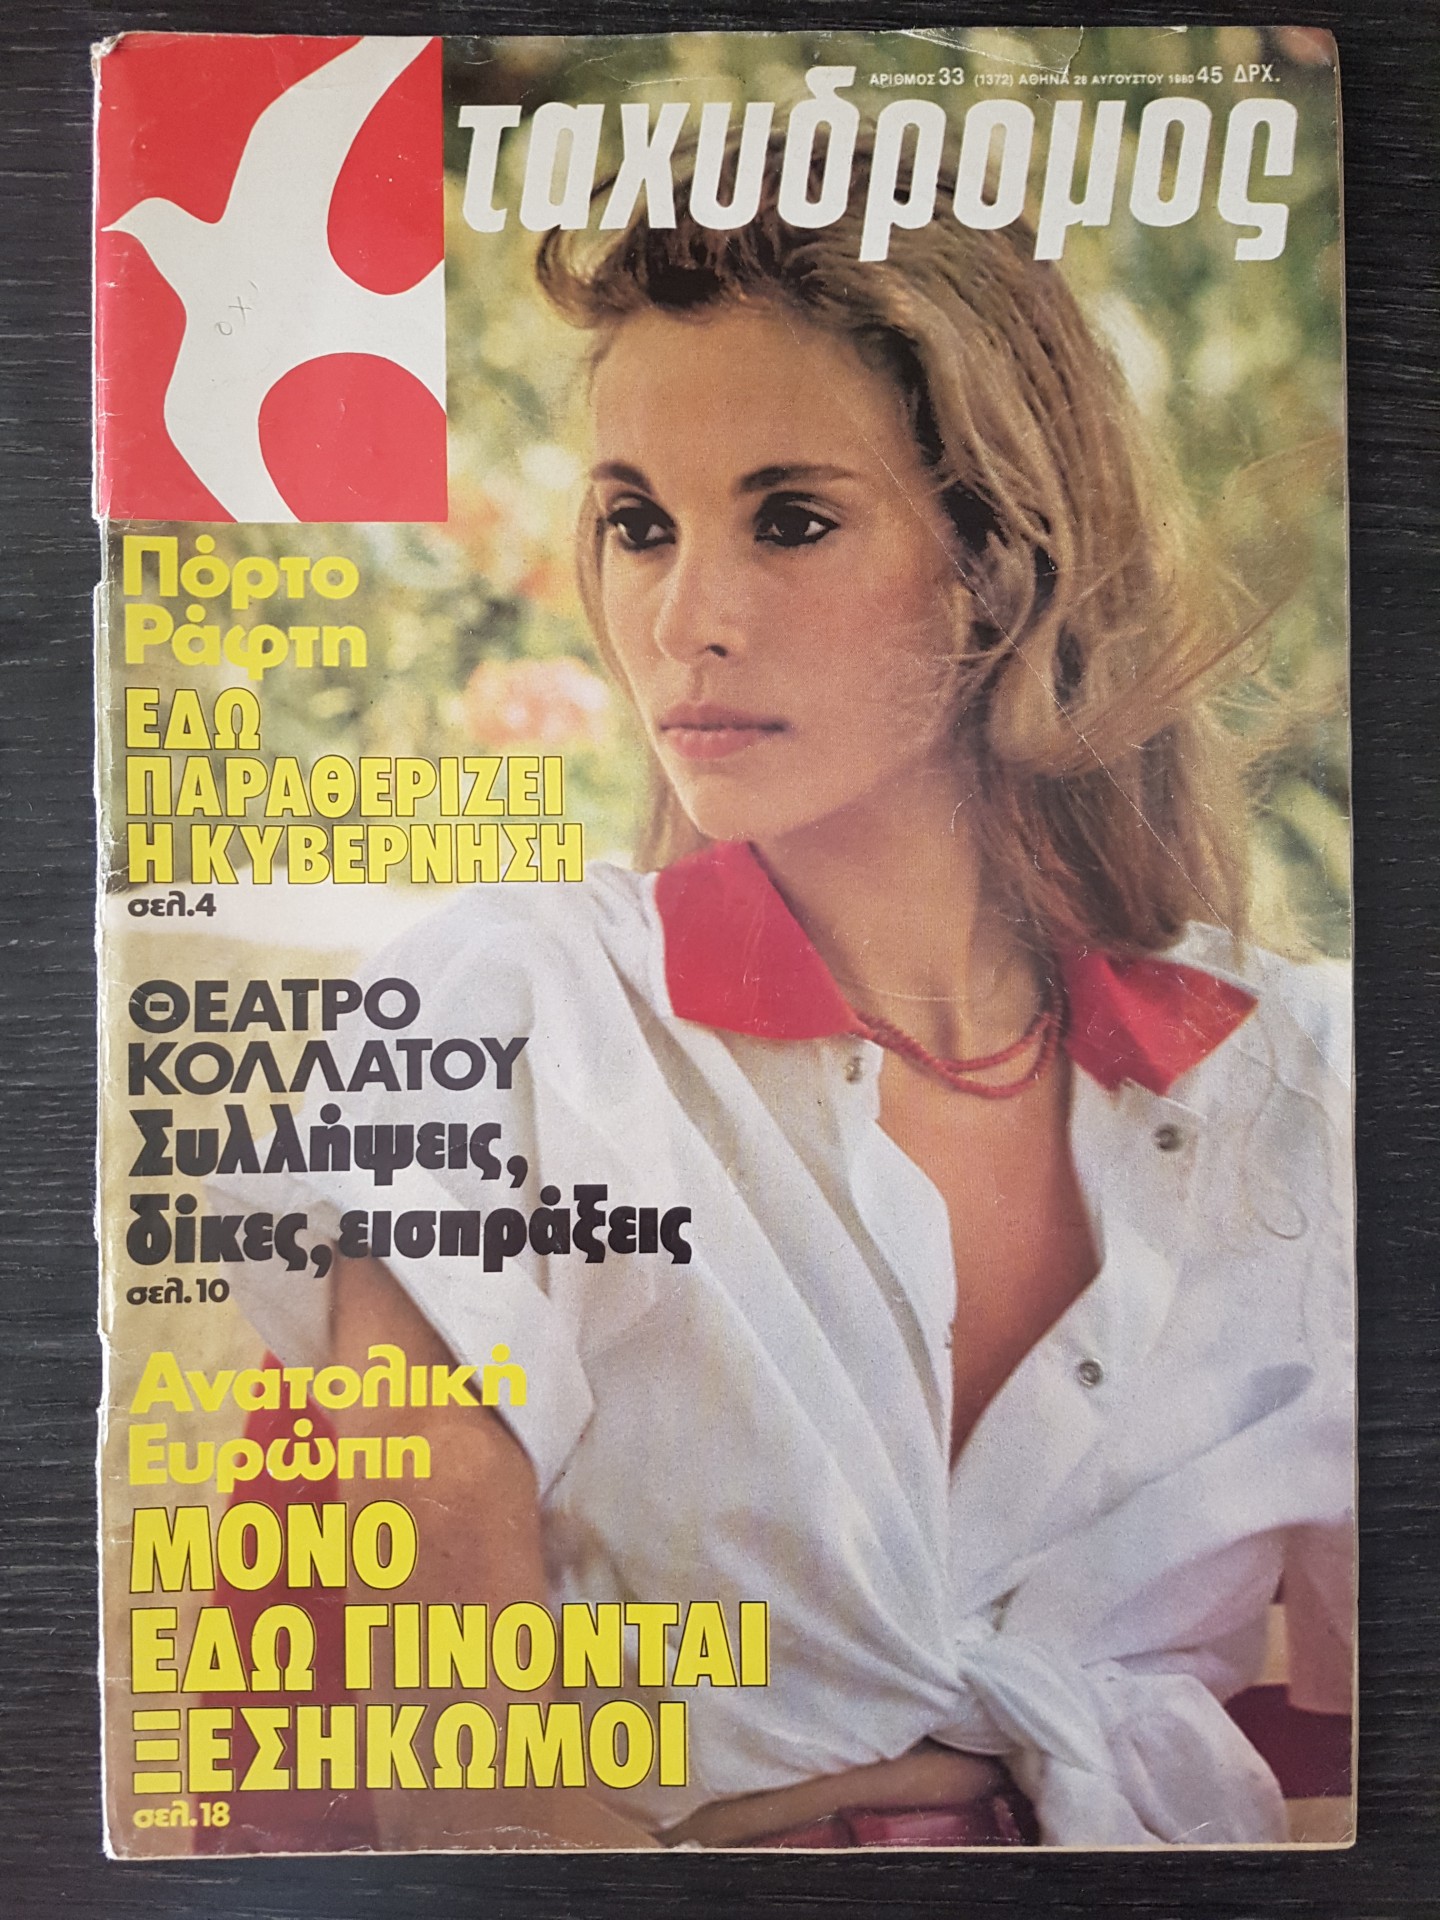 ΑΡΙΘΜΟΣ 33 (1372) ΑΘΗΝΑ 28 ΑΥΓΟΥΣΤΟΥ 1980 45 ΔΡΧ.
ταχυδρομος
Πόρτο
Ράφτη
ΕΔΩ
ΠΑΡΑΘΕΡΙΖΕΙ
Η ΚΥΒΕΡΝΗΣΗ
σελ.4
ΘΕΑΤΡΟ
ΚΟΛΛΑΤΟΥ
Συλλήψεις,
δίκες, εισπράξεις
σελ.10
Ανατολική
Ευρώπη
ΜΟΝΟ
ΕΔΩ ΓΙΝΟΝΤΑΙ
ΞΕΣΗΚΩΜΟΙ
σελ.18